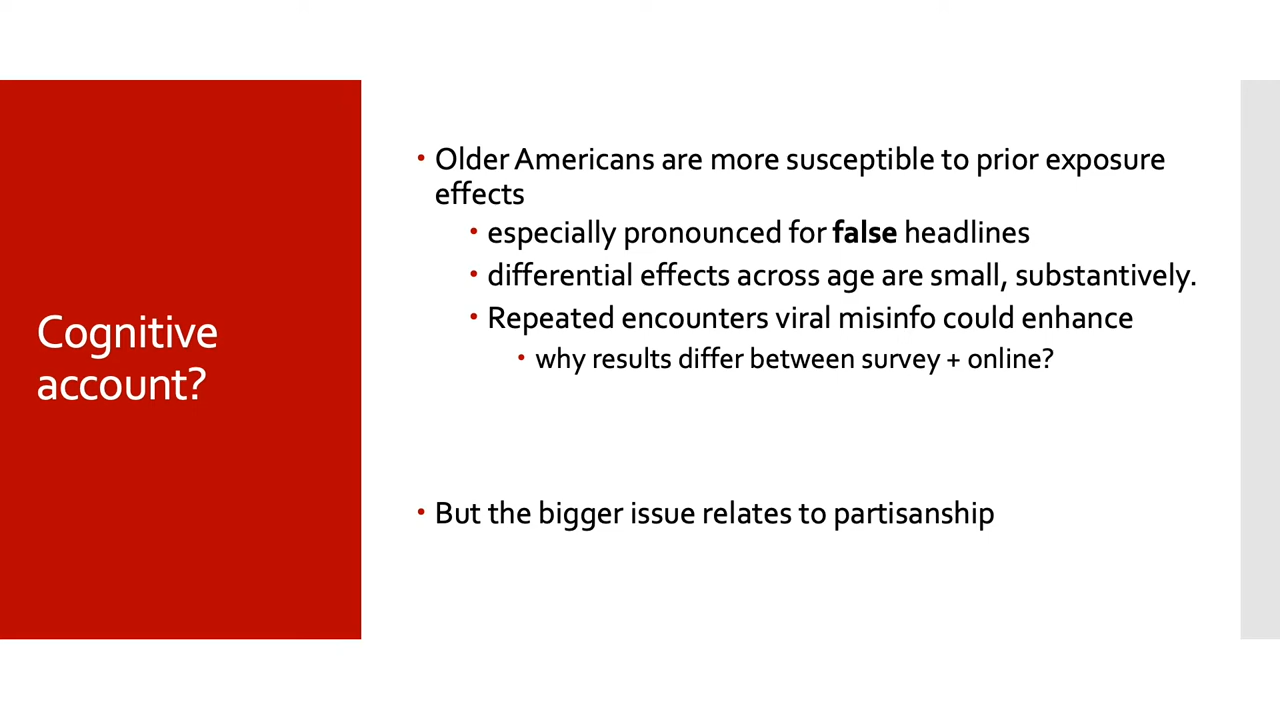 Cognitive
account?
• Older Americans are more susceptible to prior exposure
effects
• especially pronounced for false headlines
• differential effects across age are small, substantively.
• Repeated encounters viral misinfo could enhance
• why results differ between survey + online?
• But the bigger issue relates to partisanship